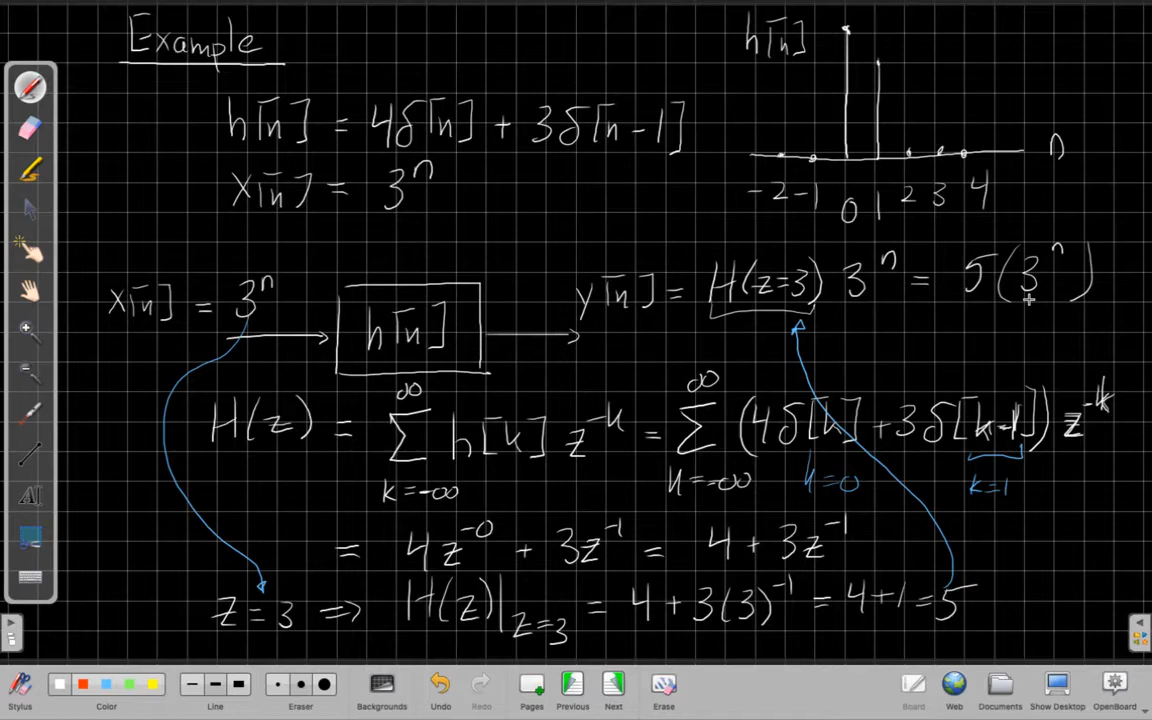 Example
h[n]
h[n] = 4δ[n] + 3δ[n-1]
n
x[n] = 3^n
-2 -1 0 1 2 3 4
x[n] = 3^n
h[n]
y[n] = H(z=3) 3^n = 5(3^n)
H(z) = ∑_{k=-∞}^{∞} h[k] z^{-k} = ∑_{k=-∞}^{∞} (4δ[k] + 3δ[k-1]) z^{-k}
k=0 k=1
= 4z^{-0} + 3z^{-1} = 4 + 3z^{-1}
z=3 ⇒ H(z)|_{z=3} = 4 + 3(3)^{-1} = 4+1=5
Stylus Color Line Eraser Backgrounds Undo Redo Pages Previous Next Erase Board Web Documents Show Desktop OpenBoard